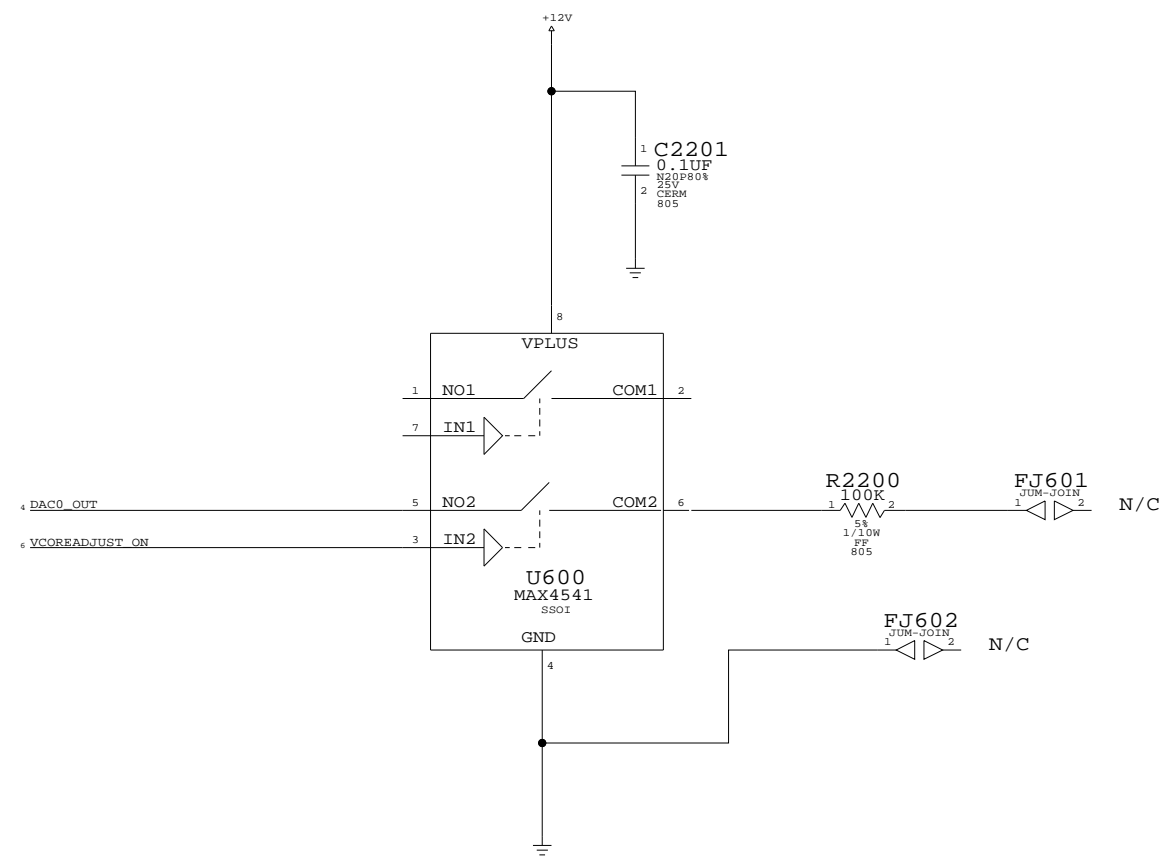 +12V
1 C2201
0.1UF
N20P80%
25V
2 CERM
805
8
VPLUS
1 NO1 COM1 2
7 IN1
R2200
100K
1 2
5%
1/10W
FF
805
FJ601
JUM-JOIN
1 2
N/C
4 DAC0_OUT 5 NO2 COM2 6
6 VCOREADJUST_ON 3 IN2
U600
MAX4541
SSOI
GND
4
FJ602
JUM-JOIN
1 2
N/C